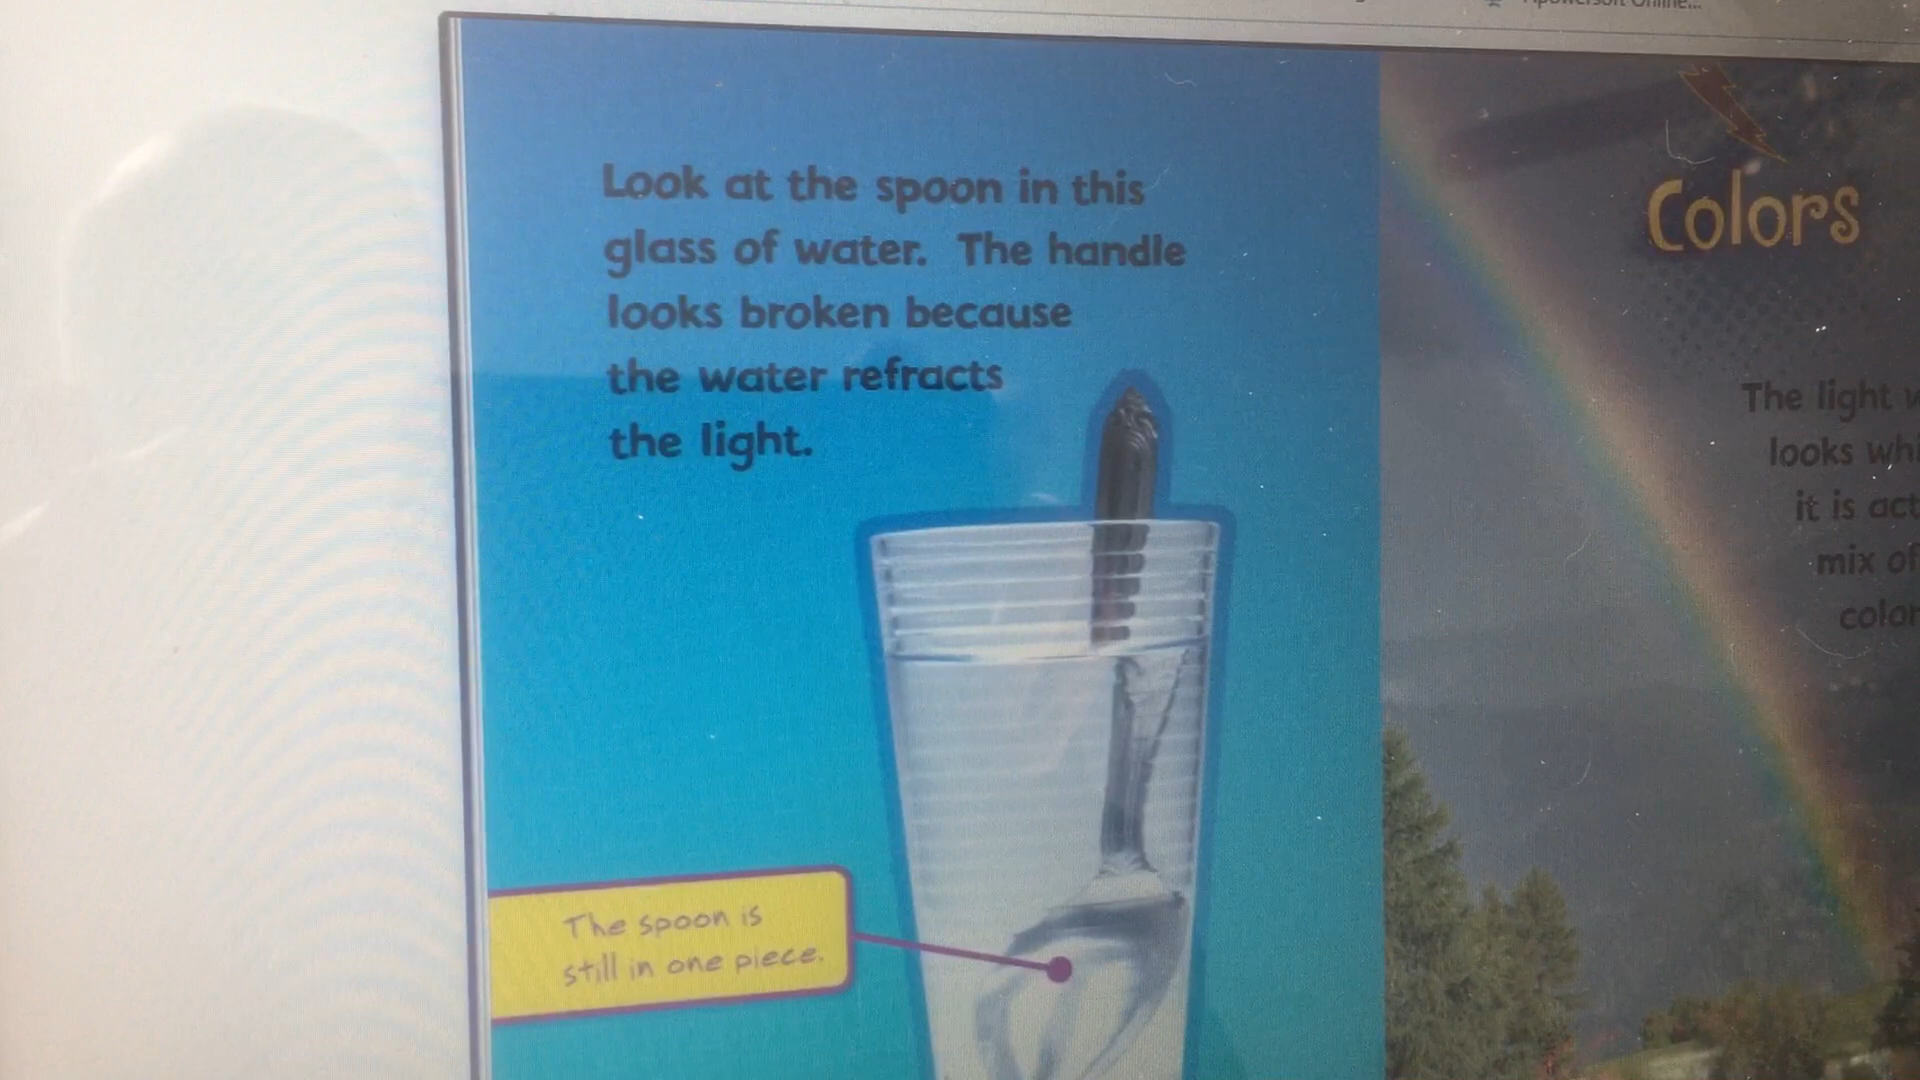 Look at the spoon in this
glass of water. The handle
looks broken because
the water refracts
the light.
The spoon is
still in one piece.
Colors
The light
looks
it is
mix of